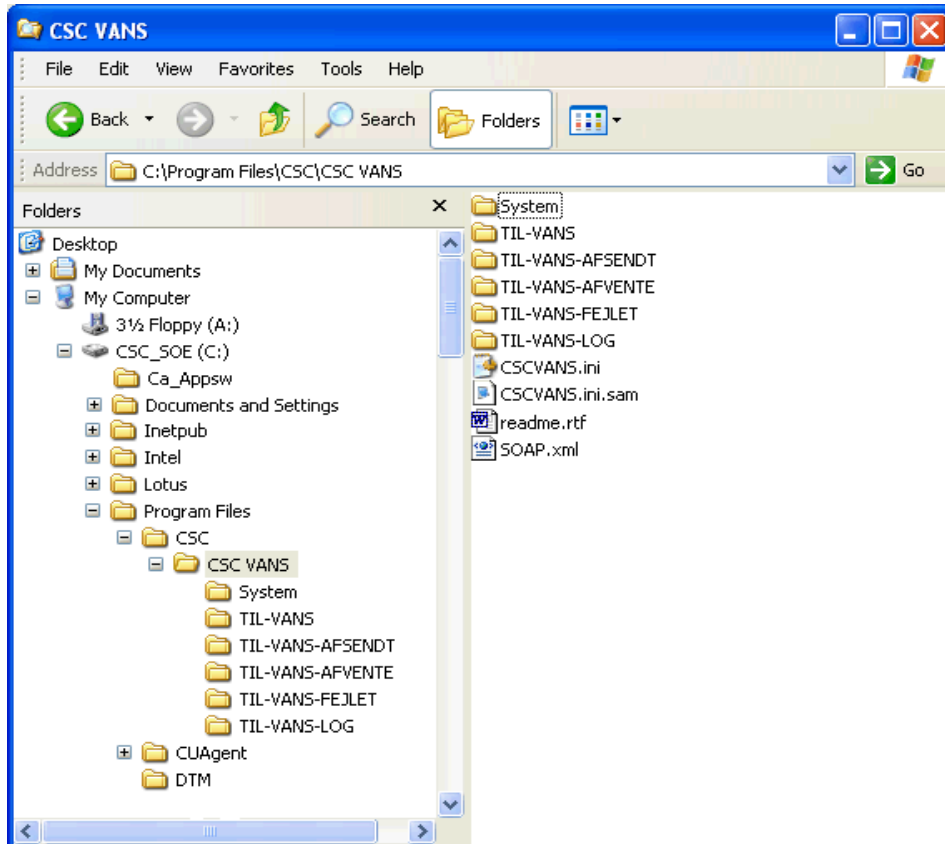 CSC VANS
File Edit View Favorites Tools Help
Back Search Folders
Address C:\Program Files\CSC\CSC VANS Go
Folders
Desktop
My Documents
My Computer
3½ Floppy (A:)
CSC_SOE (C:)
Ca_Appsw
Documents and Settings
Inetpub
Intel
Lotus
Program Files
CSC
CSC VANS
System
TIL-VANS
TIL-VANS-AFSENDT
TIL-VANS-AFVENTE
TIL-VANS-FEJLET
TIL-VANS-LOG
CUAgent
DTM
System
TIL-VANS
TIL-VANS-AFSENDT
TIL-VANS-AFVENTE
TIL-VANS-FEJLET
TIL-VANS-LOG
CSCVANS.ini
CSCVANS.ini.sam
readme.rtf
SOAP.xml